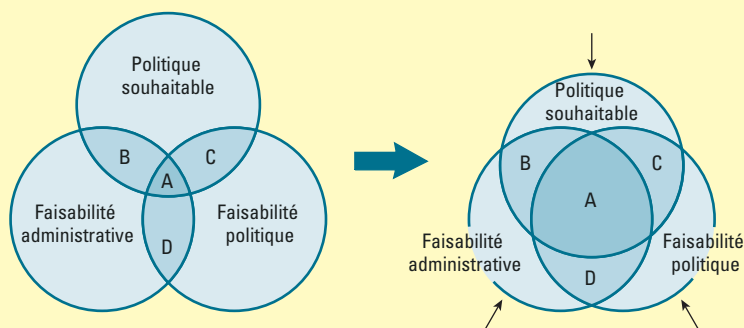 Politique
souhaitable
B
C
A
Faisabilité
administrative
Faisabilité
politique
D
Politique
souhaitable
B
C
A
Faisabilité
administrative
Faisabilité
politique
D